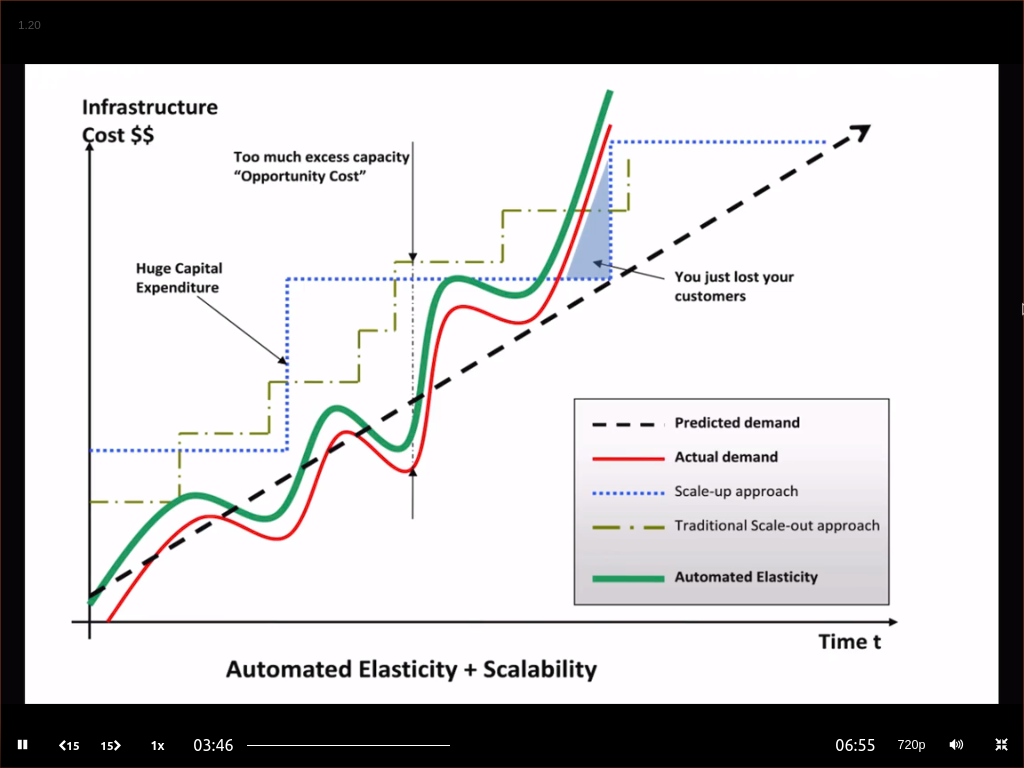 1.20
Infrastructure
Cost $$
Too much excess capacity
“Opportunity Cost”
Huge Capital
Expenditure
You just lost your
customers
Predicted demand
Actual demand
Scale-up approach
Traditional Scale-out approach
Automated Elasticity
Time t
Automated Elasticity + Scalability
15
15
1x
03:46
06:55
720p